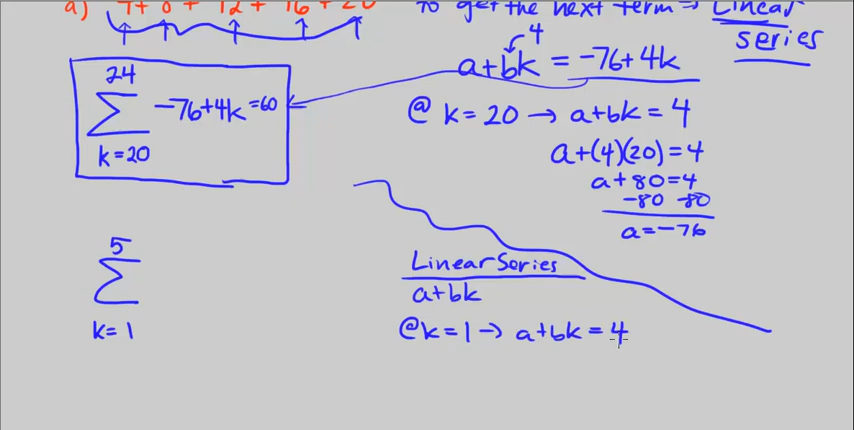 a) 4+ 8 + 12 + 16 + 20
To get the next term → Linear
series
4
a+bk = -76+4k
24
∑ -76+4k =60
k=20
@ k=20 → a+bk = 4
a+(4)(20)=4
a+80=4
-80 -80
a=-76
5
∑
k=1
Linear Series
a+bk
@k=1→ a+bk = 4